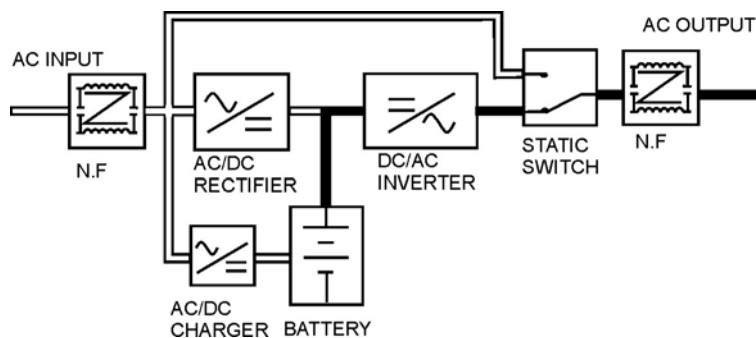 AC OUTPUT
AC INPUT
N.F
AC/DC
RECTIFIER
DC/AC
INVERTER
STATIC
SWITCH
N.F
AC/DC
CHARGER
BATTERY